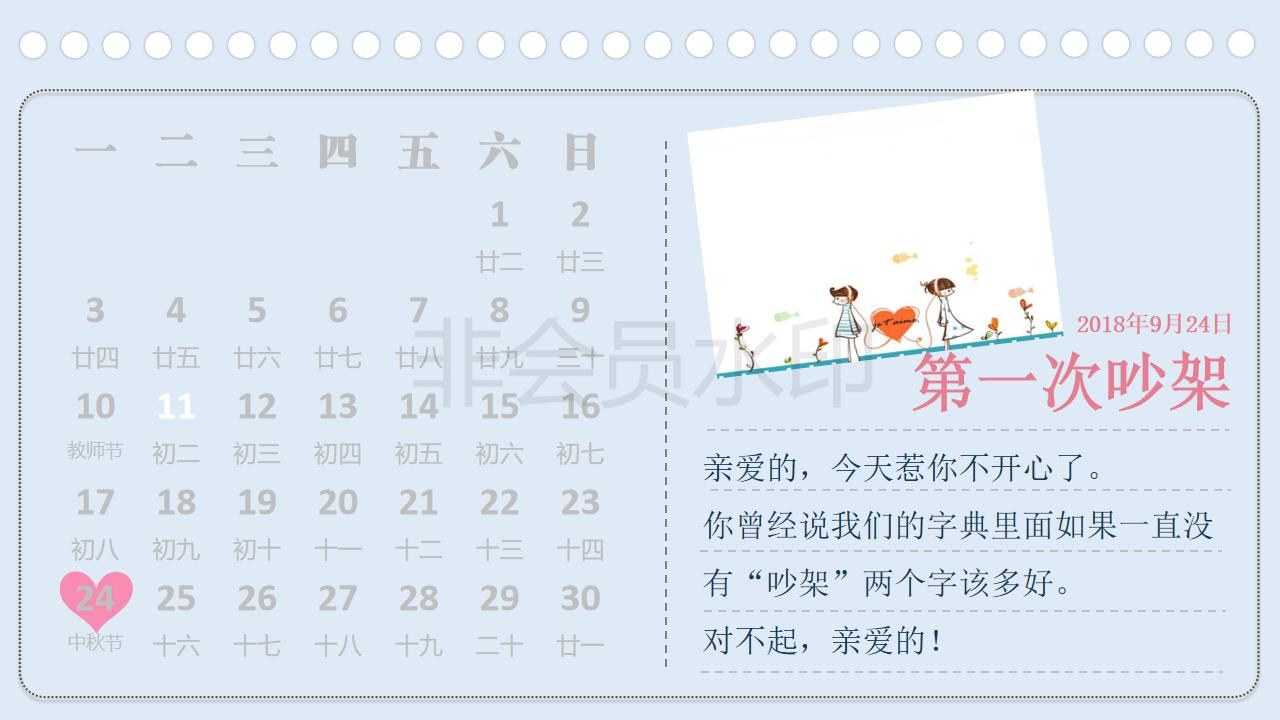 一 二 三 四 五 六 日
1 2
廿二 廿三
3 4 5 6 7 8 9
廿四 廿五 廿六 廿七 廿八 廿九 三十
10 11 12 13 14 15 16
教师节 初二 初三 初四 初五 初六 初七
17 18 19 20 21 22 23
初八 初九 初十 十一 十二 十三 十四
24 25 26 27 28 29 30
中秋节 十六 十七 十八 十九 二十 廿一
非会员水印
je t'aime.
2018年9月24日
第一次吵架
亲爱的，今天惹你不开心了。
你曾经说我们的字典里面如果一直没
有“吵架”两个字该多好。
对不起，亲爱的！